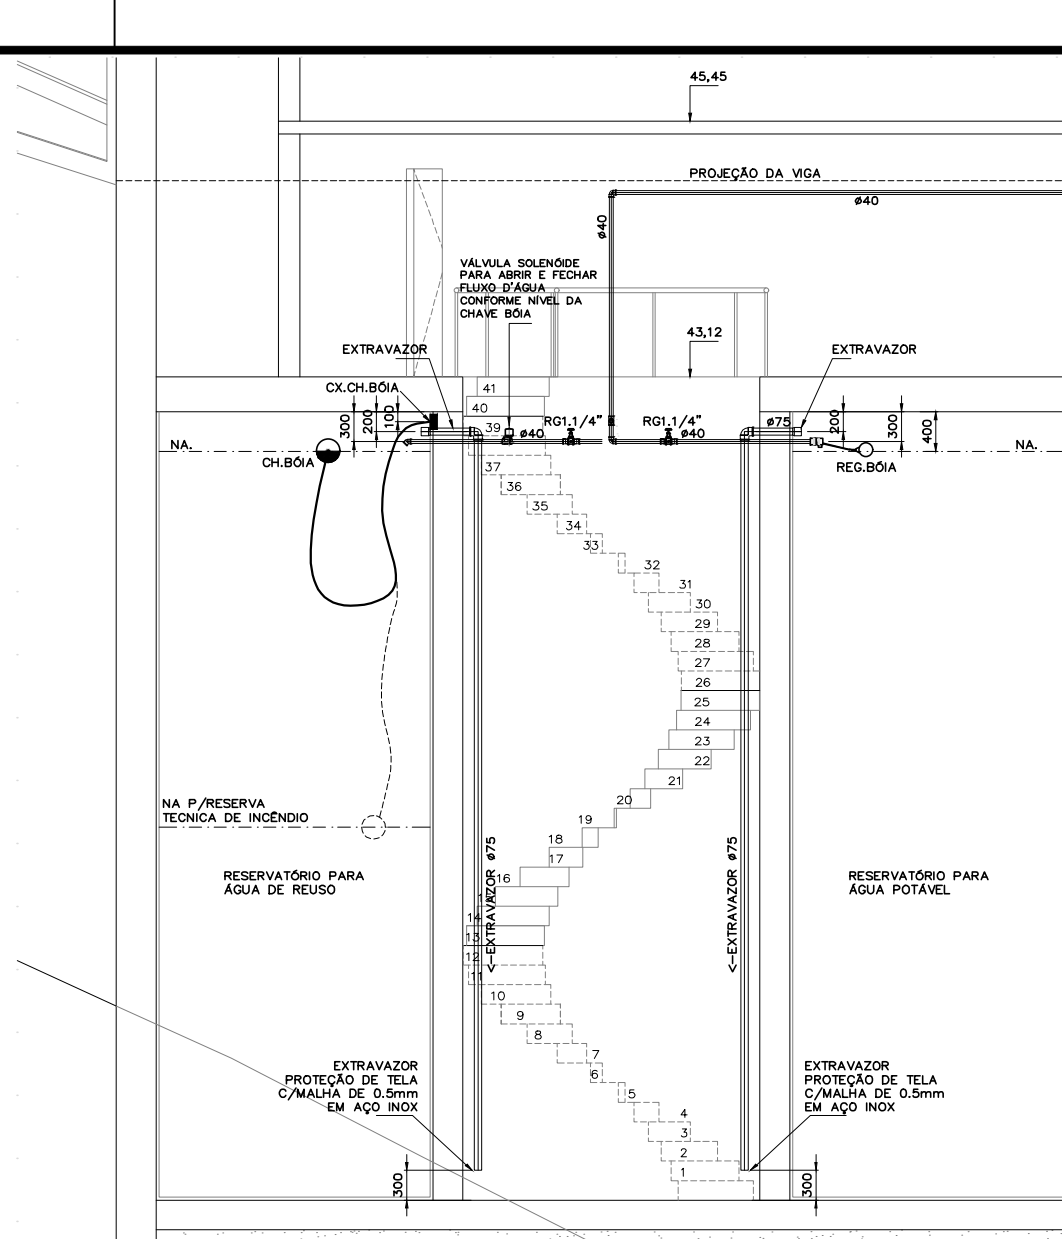 45,45
PROJEÇÃO DA VIGA
ø40
ø40
VÁLVULA SOLENÓIDE
PARA ABRIR E FECHAR
FLUXO D'ÁGUA
CONFORME NÍVEL DA
CHAVE BÓIA
43,12
EXTRAVAZOR
EXTRAVAZOR
CX.CH.BÓIA
41
40
39
300
200
100
RG1.1/4"
RG1.1/4"
ø40
ø40
ø75
200
300
400
NA.
NA.
CH.BÓIA
REG.BÓIA
37
36
35
34
33
32
31
30
29
28
27
26
25
24
23
22
21
20
19
18
17
16
14
13
12
11
10
9
8
7
6
5
4
3
2
1
NA P/RESERVA
TECNICA DE INCÊNDIO
RESERVATÓRIO PARA
ÁGUA DE REUSO
RESERVATÓRIO PARA
ÁGUA POTÁVEL
<-EXTRAVAZOR ø75
<-EXTRAVAZOR ø75
EXTRAVAZOR
PROTEÇÃO DE TELA
C/MALHA DE 0.5mm
EM AÇO INOX
EXTRAVAZOR
PROTEÇÃO DE TELA
C/MALHA DE 0.5mm
EM AÇO INOX
300
300